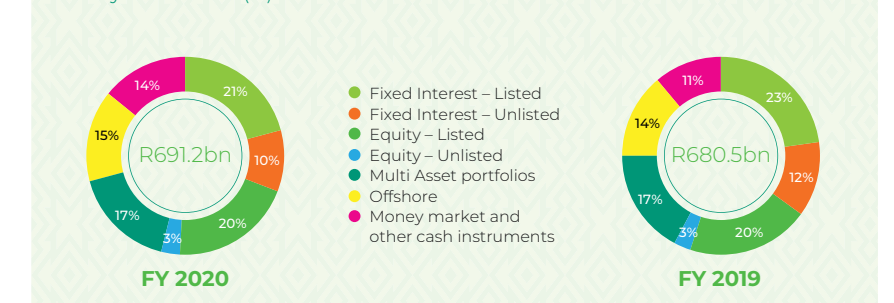 14%
21%
15%
10%
R691.2bn
17%
20%
3%
FY 2020
Fixed Interest – Listed
Fixed Interest – Unlisted
Equity – Listed
Equity – Unlisted
Multi Asset portfolios
Offshore
Money market and
other cash instruments
11%
23%
14%
12%
R680.5bn
17%
20%
3%
FY 2019